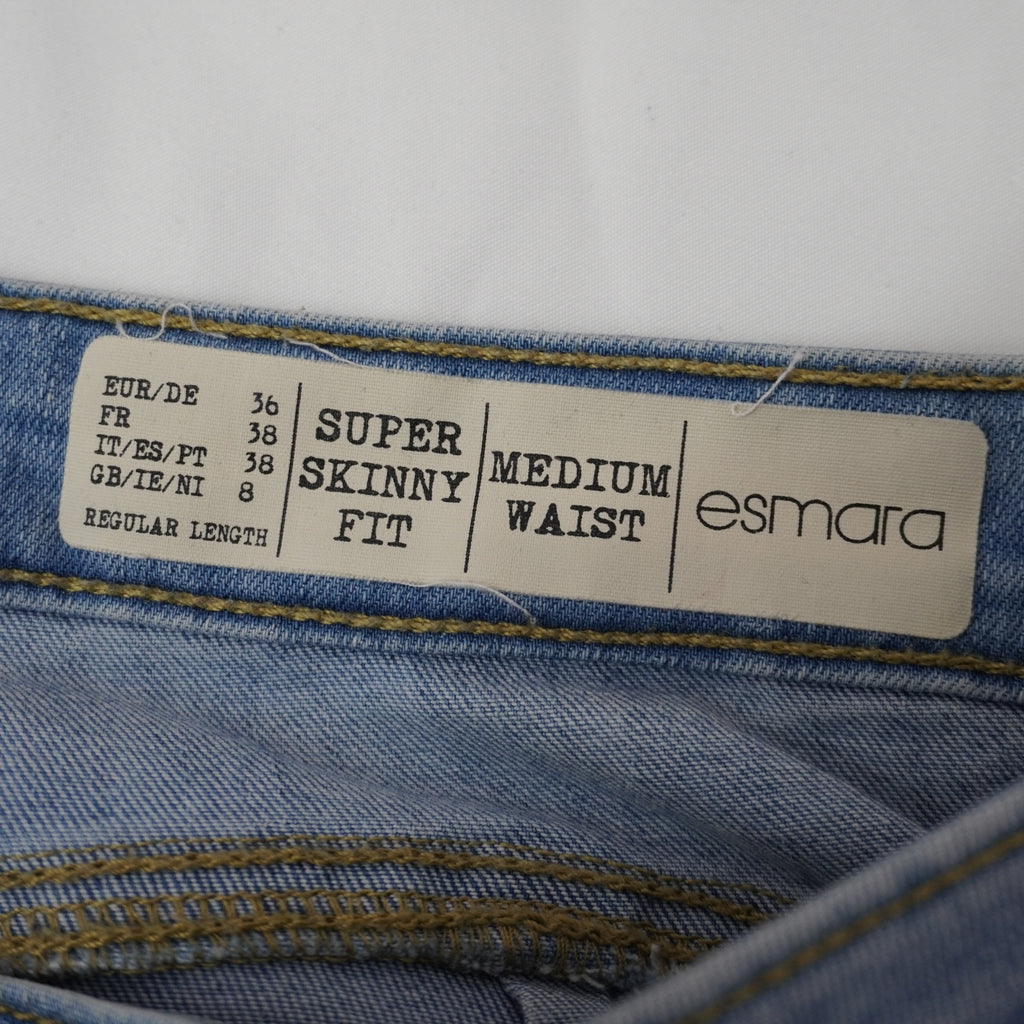 EUR/DE 36
FR 38
IT/ES/PT 38
GB/IE/NI 8
REGULAR LENGTH
SUPER
SKINNY
FIT
MEDIUM
WAIST
esmara